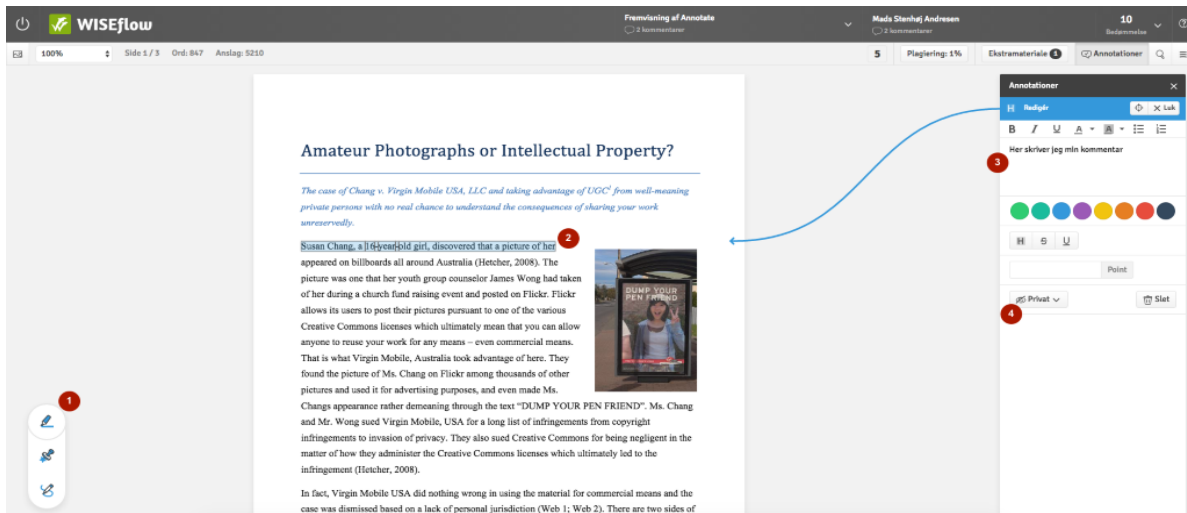 WISEflow
Fremvisning af Annotate
2 kommentarer
Mads Stenhøj Andresen
2 kommentarer
10
Bedømmelse
100%
Side 1 / 3
Ord: 847
Anslag: 5210
5
Plagiering: 1%
Ekstramateriale 1
Annotationer
Annotationer
Redigér
Luk
B I U A A
Her skriver jeg min kommentar
3
H S U
Point
Privat
Slet
4
Amateur Photographs or Intellectual Property?
The case of Chang v. Virgin Mobile USA, LLC and taking advantage of UGC1 from well-meaning
private persons with no real chance to understand the consequences of sharing your work
unreservedly.
2
Susan Chang, a 16-year-old girl, discovered that a picture of her
appeared on billboards all around Australia (Hetcher, 2008). The
picture was one that her youth group counselor James Wong had taken
of her during a church fund raising event and posted on Flickr. Flickr
allows its users to post their pictures pursuant to one of the various
Creative Commons licenses which ultimately mean that you can allow
anyone to reuse your work for any means – even commercial means.
That is what Virgin Mobile, Australia took advantage of here. They
found the picture of Ms. Chang on Flickr among thousands of other
pictures and used it for advertising purposes, and even made Ms.
Changs appearance rather demeaning through the text “DUMP YOUR PEN FRIEND”. Ms. Chang
and Mr. Wong sued Virgin Mobile, USA for a long list of infringements from copyright
infringements to invasion of privacy. They also sued Creative Commons for being negligent in the
matter of how they administer the Creative Commons licenses which ultimately led to the
infringement (Hetcher, 2008).
In fact, Virgin Mobile USA did nothing wrong in using the material for commercial means and the
case was dismissed based on a lack of personal jurisdiction (Web 1; Web 2). There are two sides of
DUMP YOUR
PEN FRIEND
1